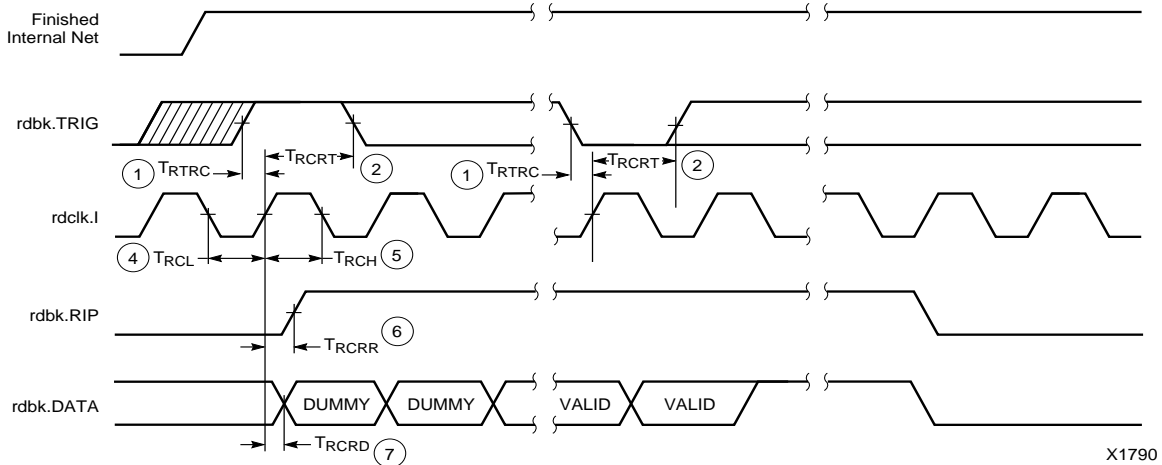 Finished
Internal Net
rdbk.TRIG
1 TRTRC TRCRT 2 1 TRTRC TRCRT 2
rdclk.I
4 TRCL TRCH 5
rdbk.RIP
6
TRCRR
rdbk.DATA DUMMY DUMMY VALID VALID
TRCRD 7
X1790